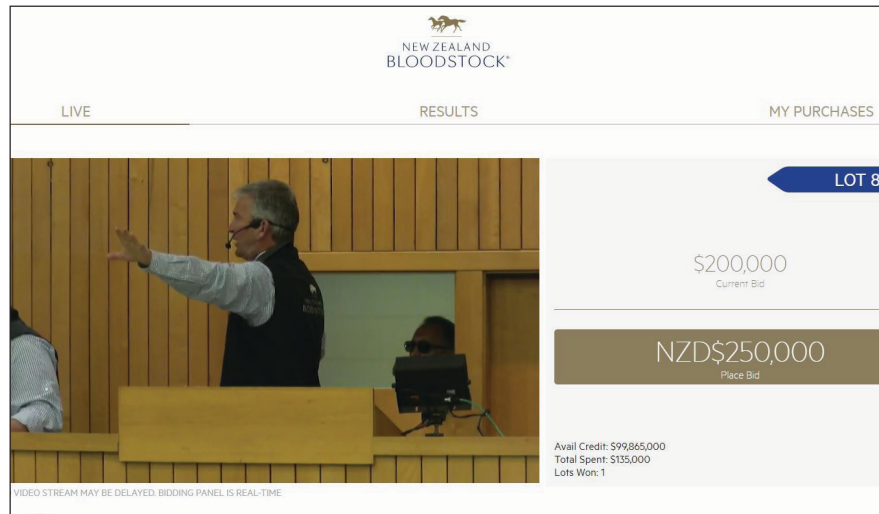 NEW ZEALAND
BLOODSTOCK®
LIVE
RESULTS
MY PURCHASES
LOT 8
$200,000
Current Bid
NZD$250,000
Place Bid
Avail Credit: $99,865,000
Total Spent: $135,000
Lots Won: 1
VIDEO STREAM MAY BE DELAYED. BIDDING PANEL IS REAL-TIME